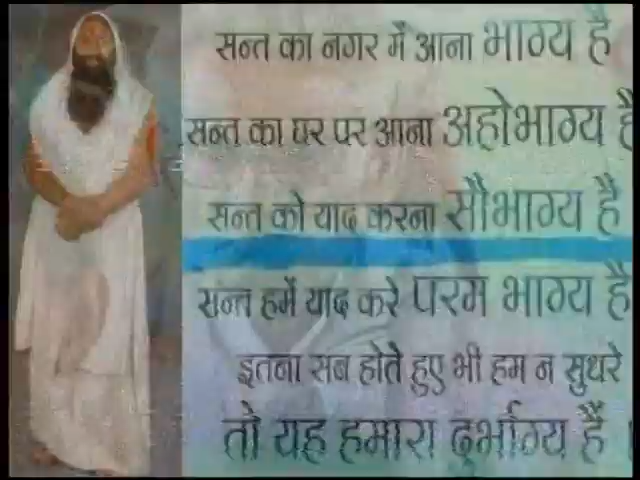 सन्त का नगर में आना भाग्य है
सन्त का घर पर आना अहोभाग्य है
सन्त को याद करना सौभाग्य है
सन्त हमें याद करे परम भाग्य है
इतना सब होते हुए भी हम न सुधरे
तो यह हमारा दुर्भाग्य है ।